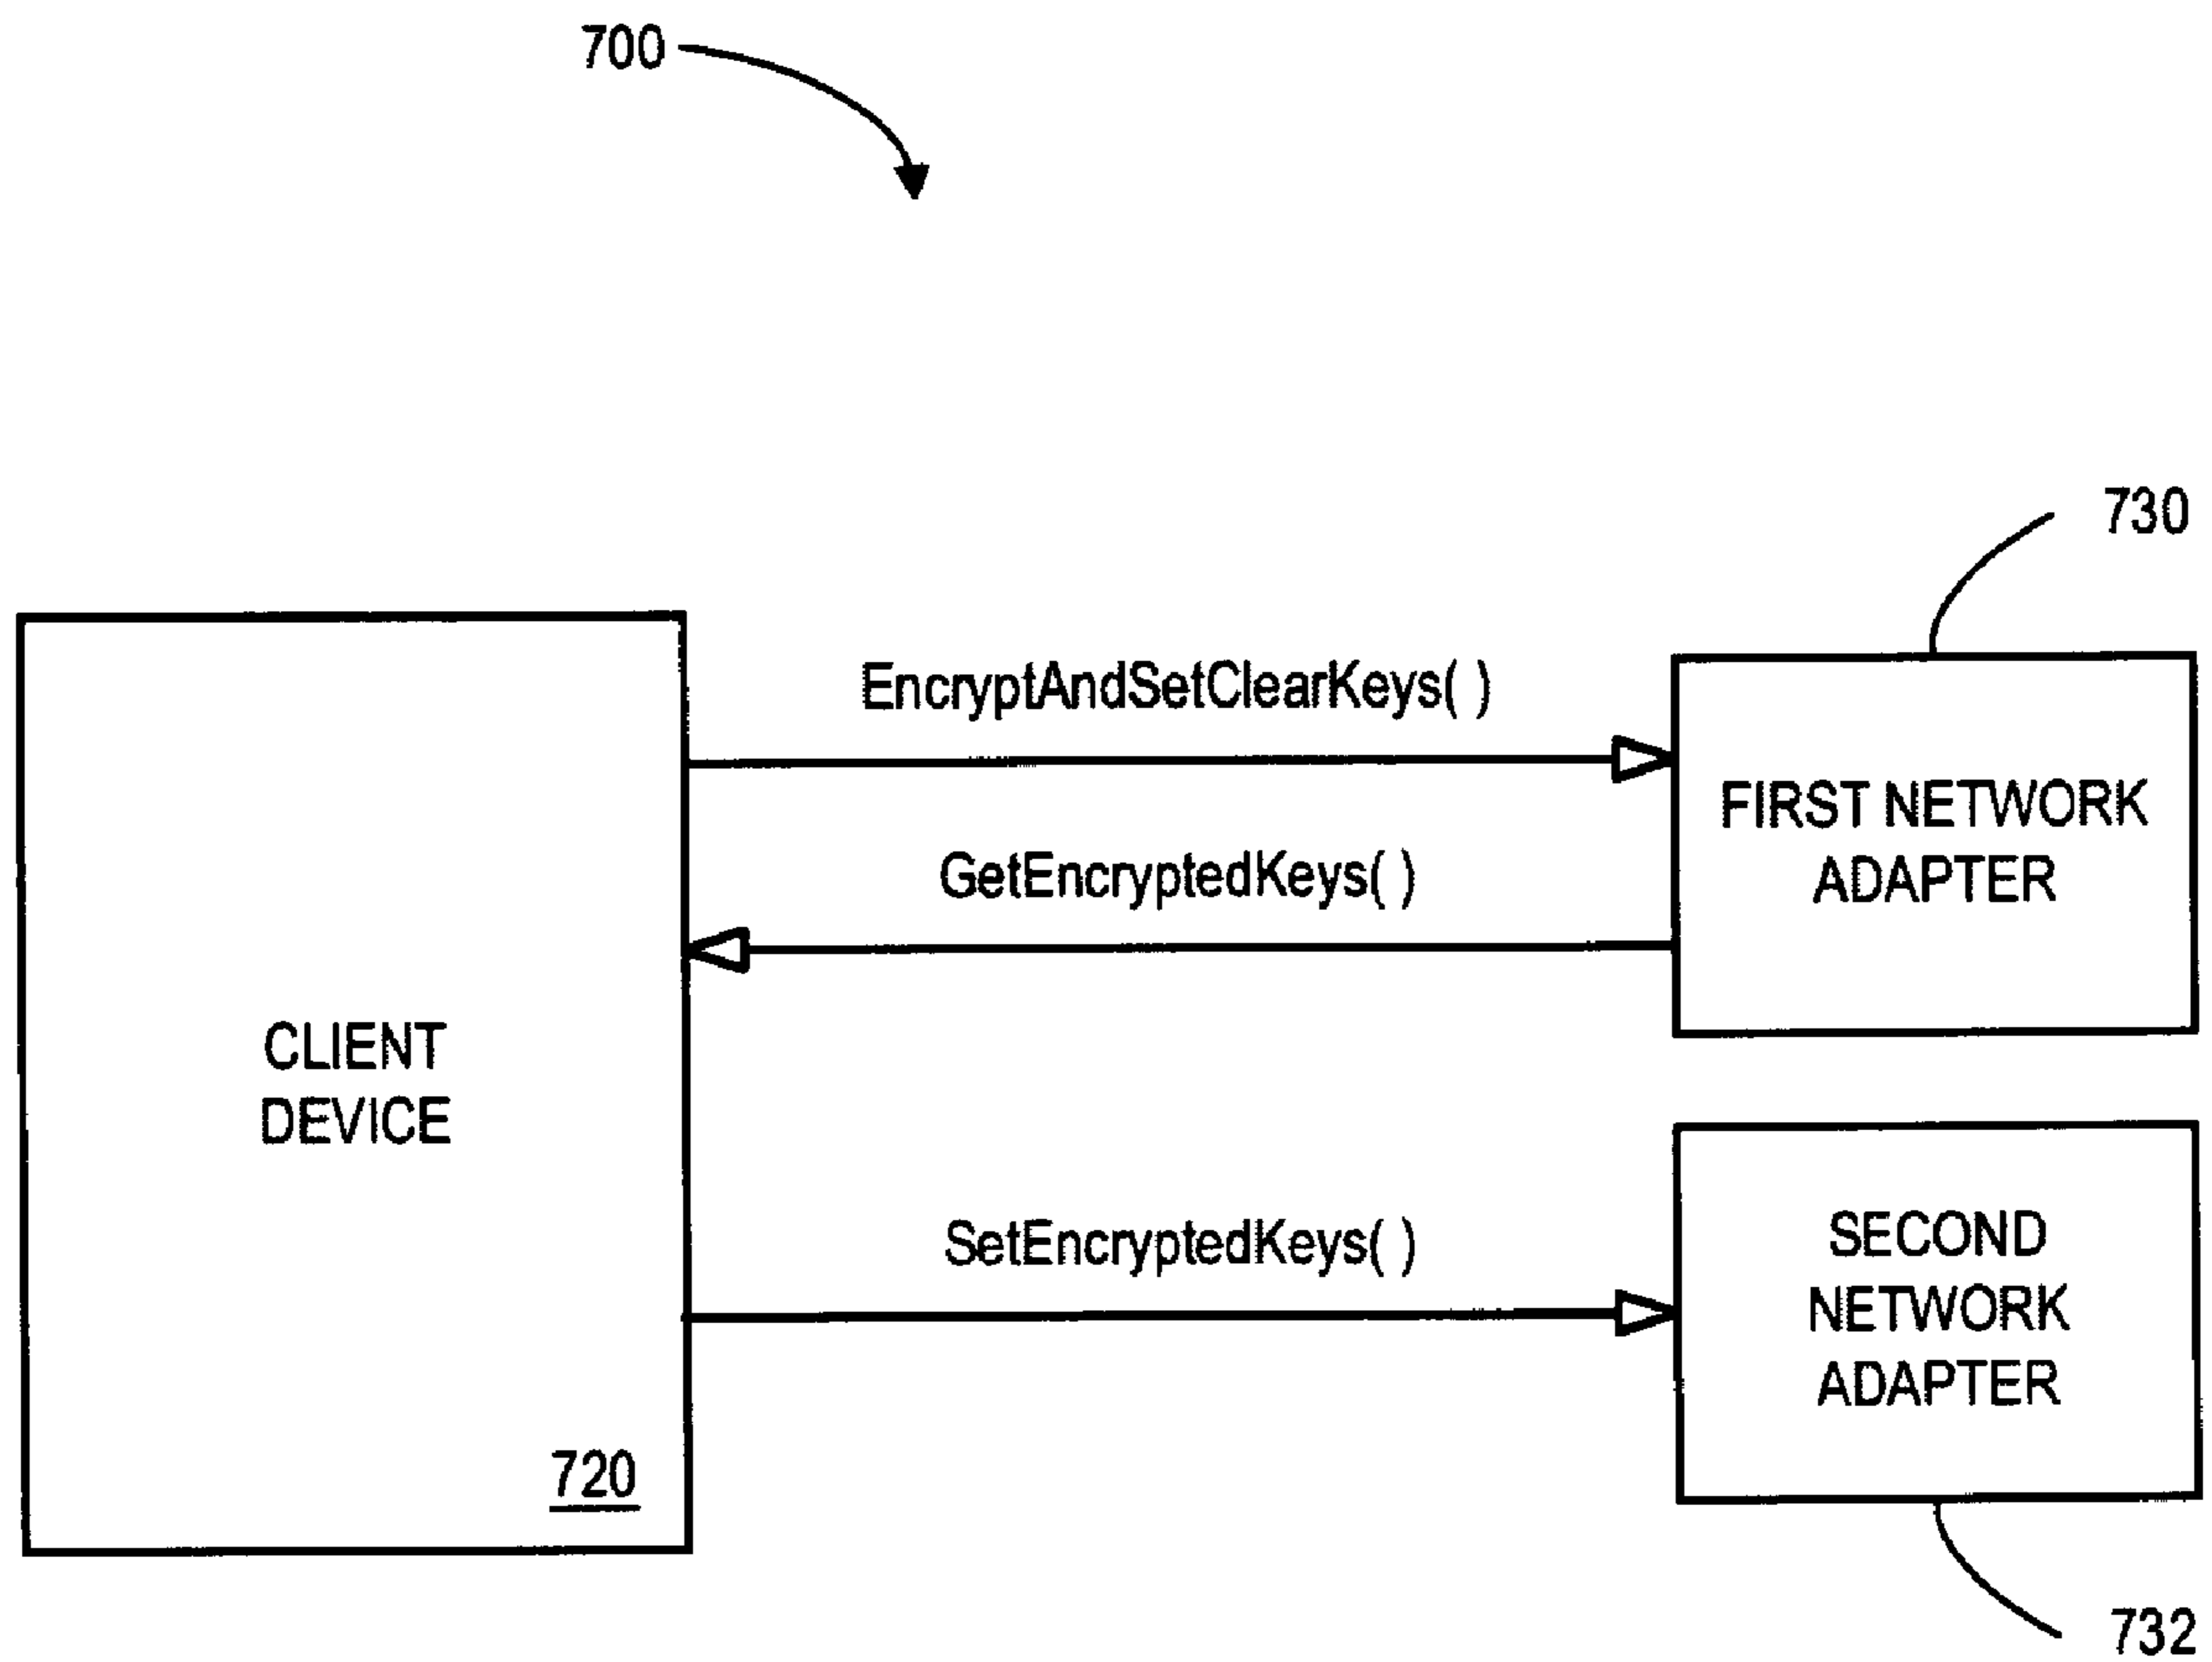 700
730
EncryptAndSetClearKeys( )
FIRST NETWORK
ADAPTER
GetEncryptedKeys( )
CLIENT
DEVICE
720
SetEncryptedKeys( )
SECOND
NETWORK
ADAPTER
732